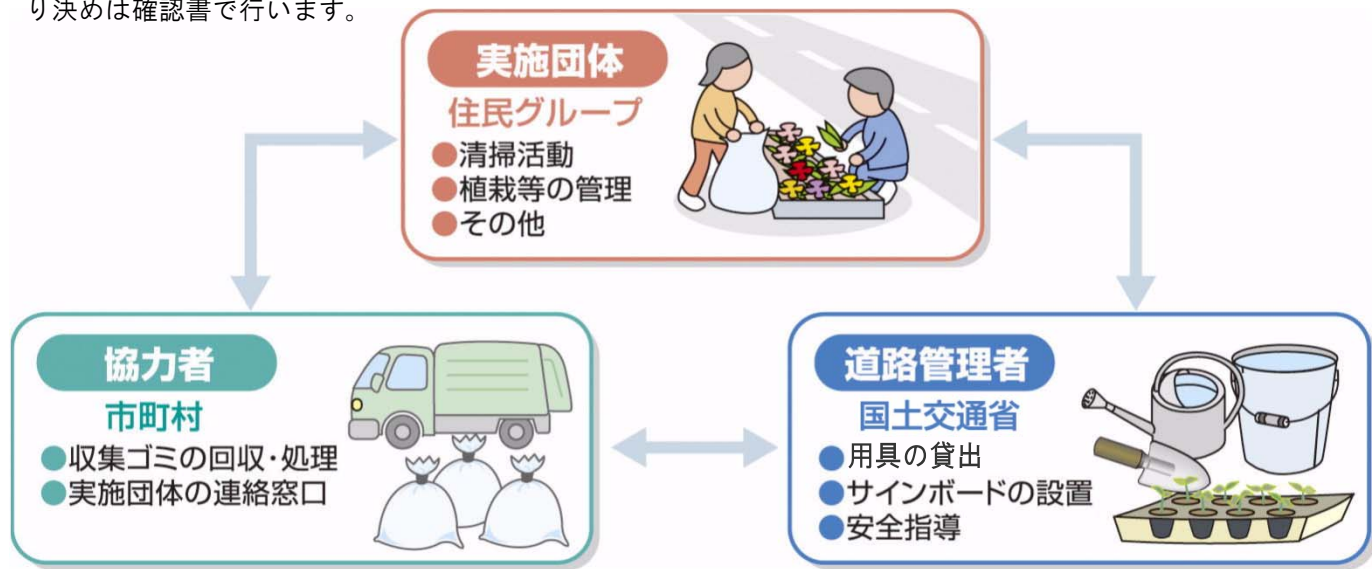 り決めは確認書で行います。
実施団体
住民グループ
●清掃活動
●植栽等の管理
●その他
協力者
市町村
●収集ゴミの回収・処理
●実施団体の連絡窓口
道路管理者
国土交通省
●用具の貸出
●サインボードの設置
●安全指導